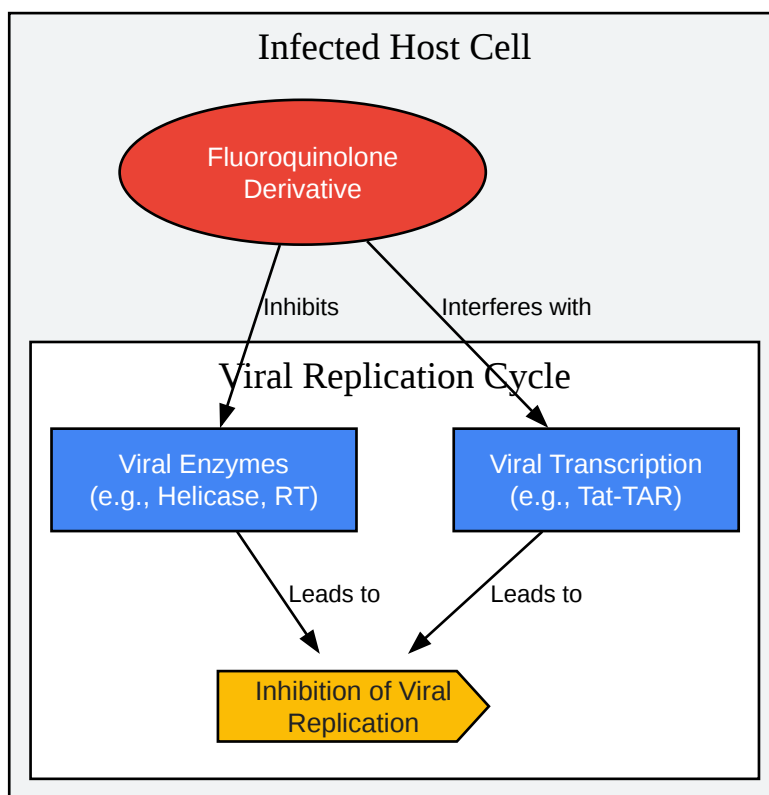 Infected Host Cell
Fluoroquinolone
Derivative
Inhibits
Interferes with
Viral Replication Cycle
Viral Enzymes
(e.g., Helicase, RT)
Viral Transcription
(e.g., Tat-TAR)
Leads to
Leads to
Inhibition of Viral
Replication